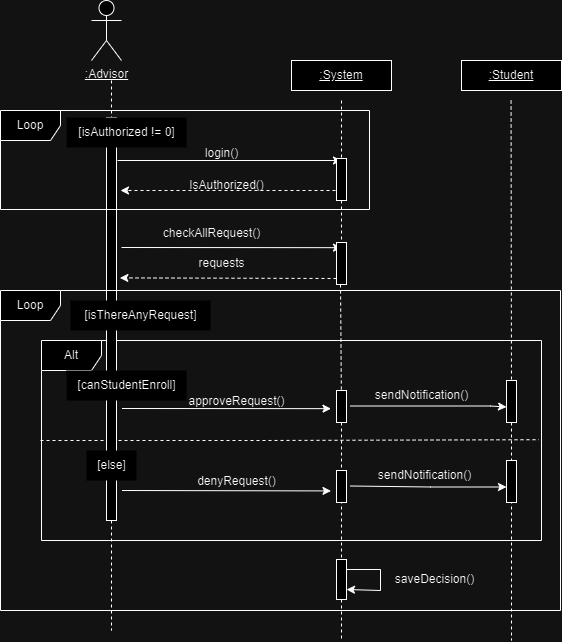 :Advisor
:System
:Student
Loop
[isAuthorized != 0]
login()
IsAuthorized()
checkAllRequest()
requests
Loop
[isThereAnyRequest]
Alt
[canStudentEnroll]
approveRequest()
sendNotification()
[else]
denyRequest()
sendNotification()
saveDecision()